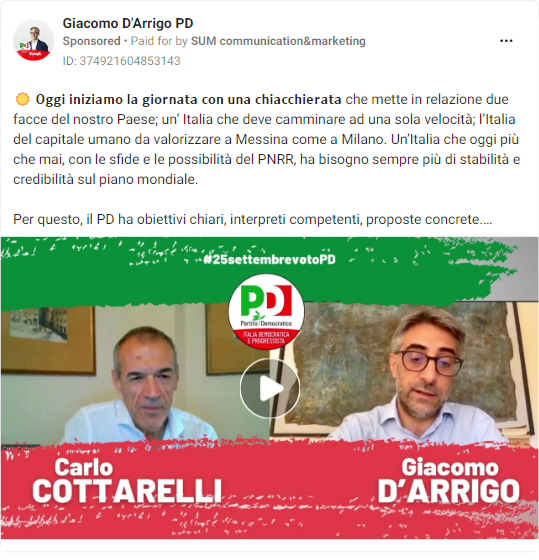 Giacomo D'Arrigo PD
Sponsored • Paid for by SUM communication&marketing
ID: 374921604853143
Oggi iniziamo la giornata con una chiacchierata che mette in relazione due
facce del nostro Paese; un' Italia che deve camminare ad una sola velocità; l'Italia
del capitale umano da valorizzare a Messina come a Milano. Un'Italia che oggi più
che mai, con le sfide e le possibilità del PNRR, ha bisogno sempre più di stabilità e
credibilità sul piano mondiale.
Per questo, il PD ha obiettivi chiari, interpreti competenti, proposte concrete....
#25settembrevotoPD
PD
Partito Democratico
ITALIA DEMOCRATICA
E PROGRESSISTA
Carlo
COTTARELLI
Giacomo
D'ARRIGO